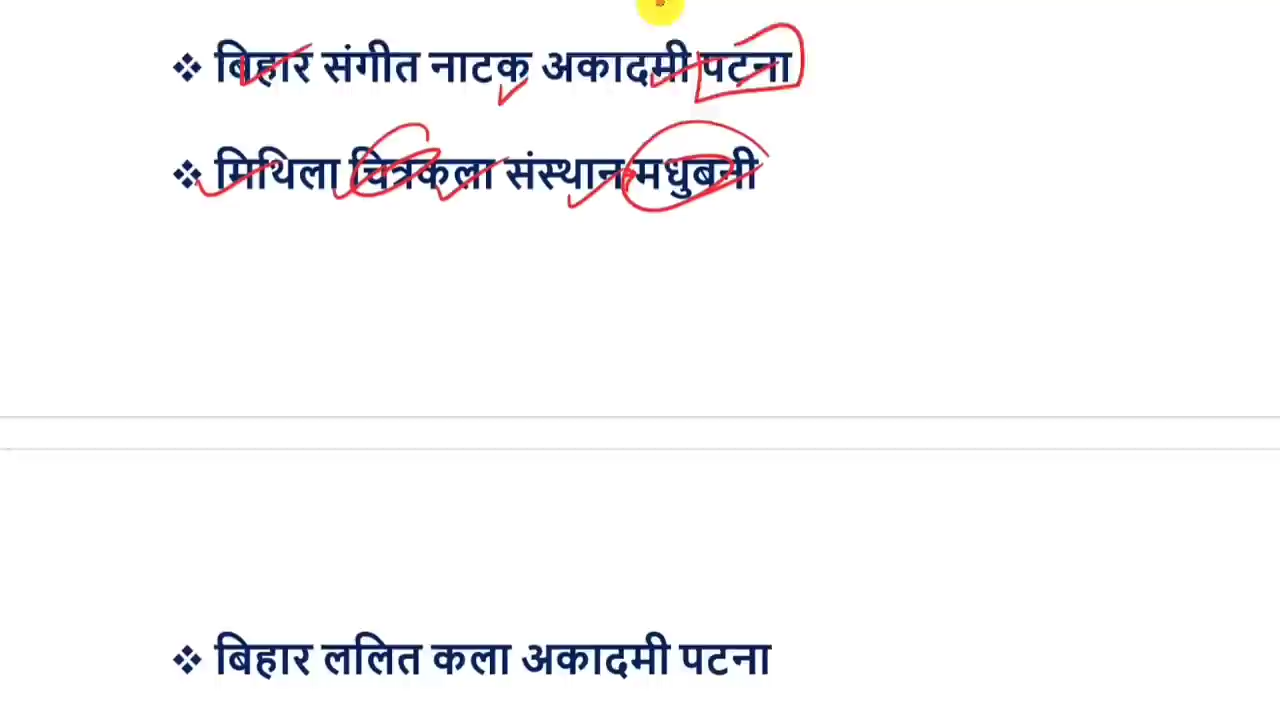 ❖ बिहार संगीत नाटक अकादमी पटना
❖ मिथिला चित्रकला संस्थान मधुबनी
❖ बिहार ललित कला अकादमी पटना